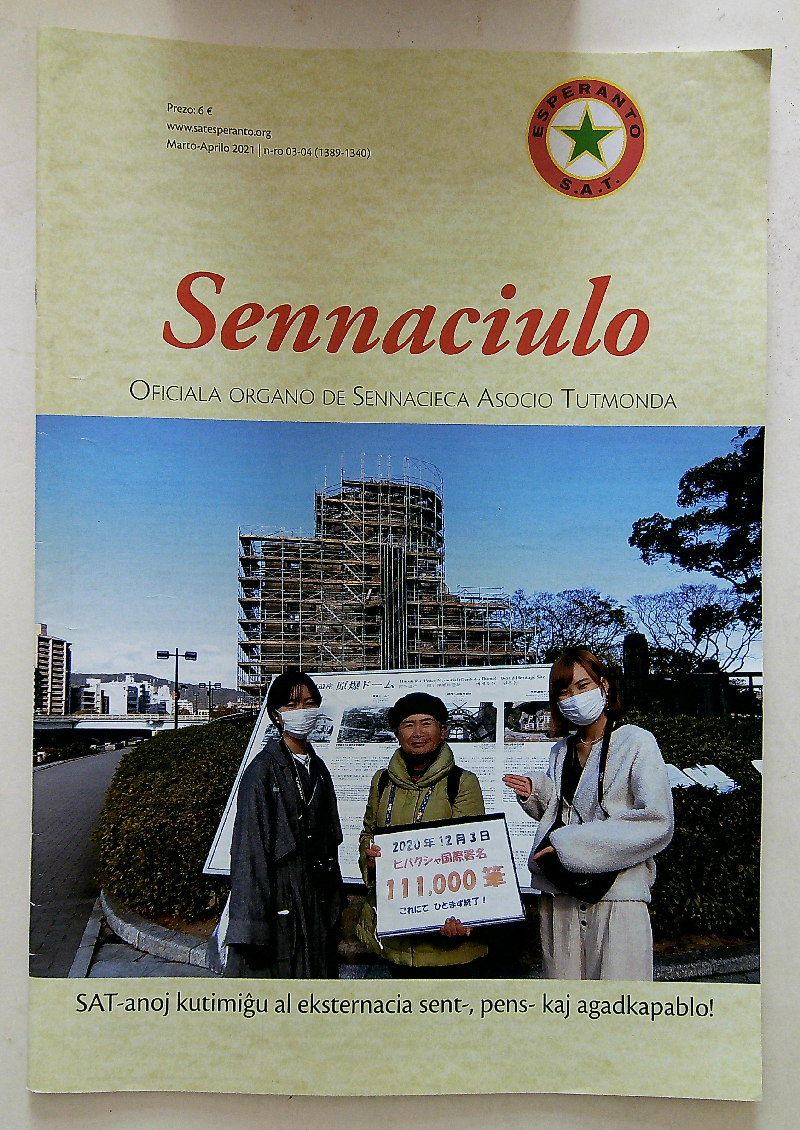 Prezo: 6 €
www.satesperanto.org
Marto-Aprilo 2021 | n-ro 03-04 (1389-1340)
ESPERANTO
S.A.T.
Sennaciulo
Oficiala organo de Sennacieca Asocio Tutmonda
原爆ドーム
2020年12月3日
ヒバクシャ国際署名
111,000筆
これにて ひとまず終了!
SAT-anoj kutimiĝu al eksternacia sent-, pens- kaj agadkapablo!